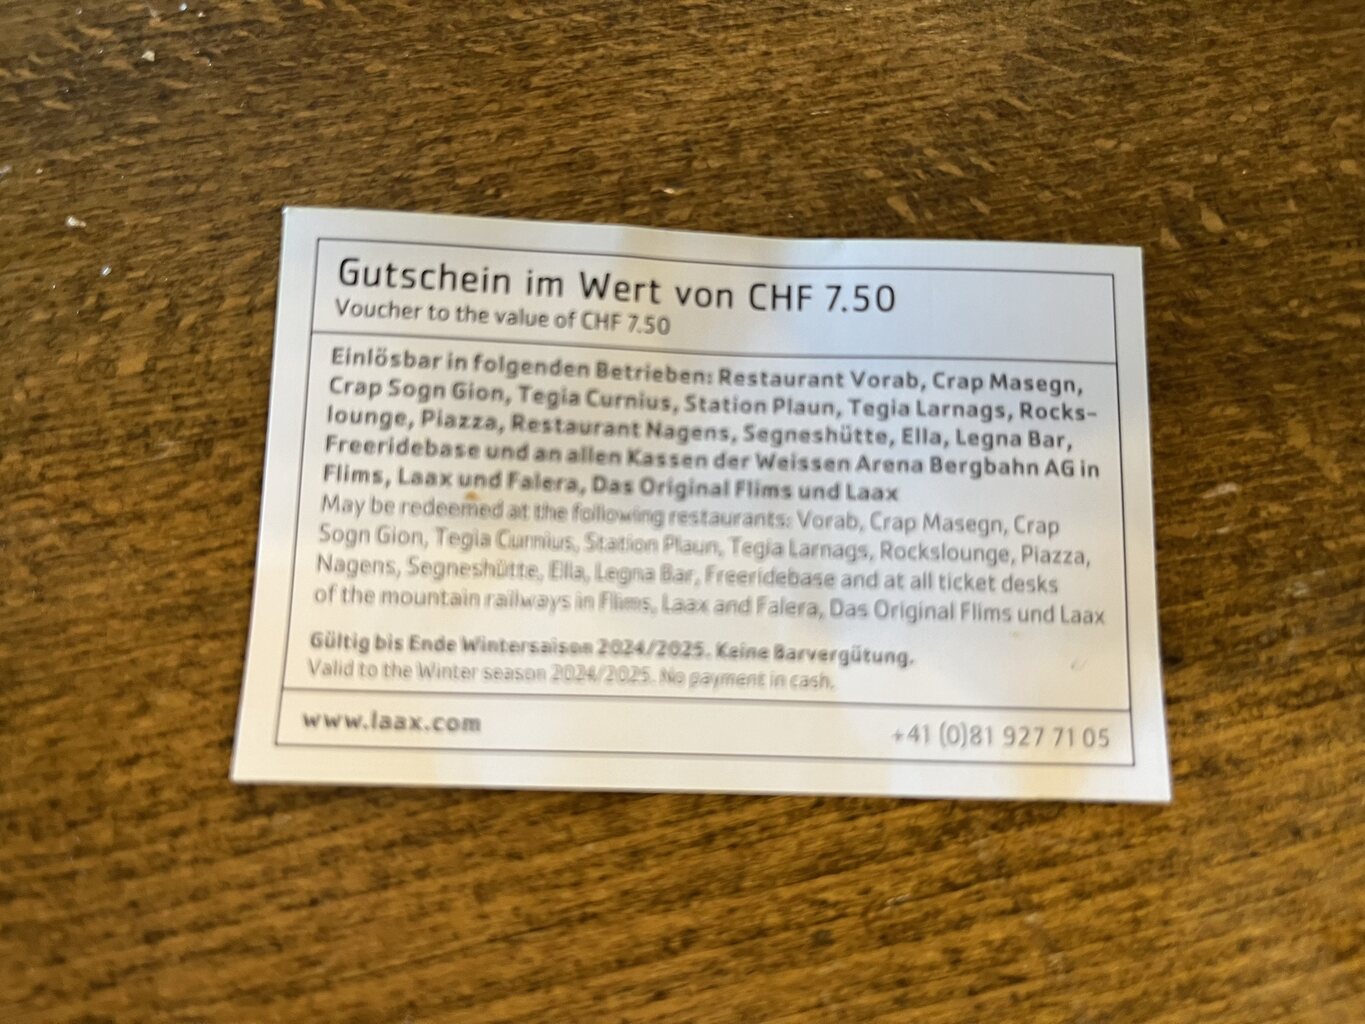 Gutschein im Wert von CHF 7.50
Voucher to the value of CHF 7.50
Einlösbar in folgenden Betrieben: Restaurant Vorab, Crap Masegn,
Crap Sogn Gion, Tegia Curnius, Station Plaun, Tegia Larnags, Rocks-
lounge, Piazza, Restaurant Nagens, Segneshütte, Ella, Legna Bar,
Freeridebase und an allen Kassen der Weissen Arena Bergbahn AG in
Flims, Laax und Falera, Das Original Flims und Laax
May be redeemed at the following restaurants: Vorab, Crap Masegn, Crap
Sogn Gion, Tegia Curnius, Station Plaun, Tegia Larnags, Rockslounge, Piazza,
Nagens, Segneshütte, Ella, Legna Bar, Freeridebase and at all ticket desks
of the mountain railways in Flims, Laax and Falera, Das Original Flims und Laax
Gültig bis Ende Wintersaison 2024/2025. Keine Barvergütung.
Valid to the Winter season 2024/2025. No payment in cash.
www.laax.com
+41 (0)81 927 71 05